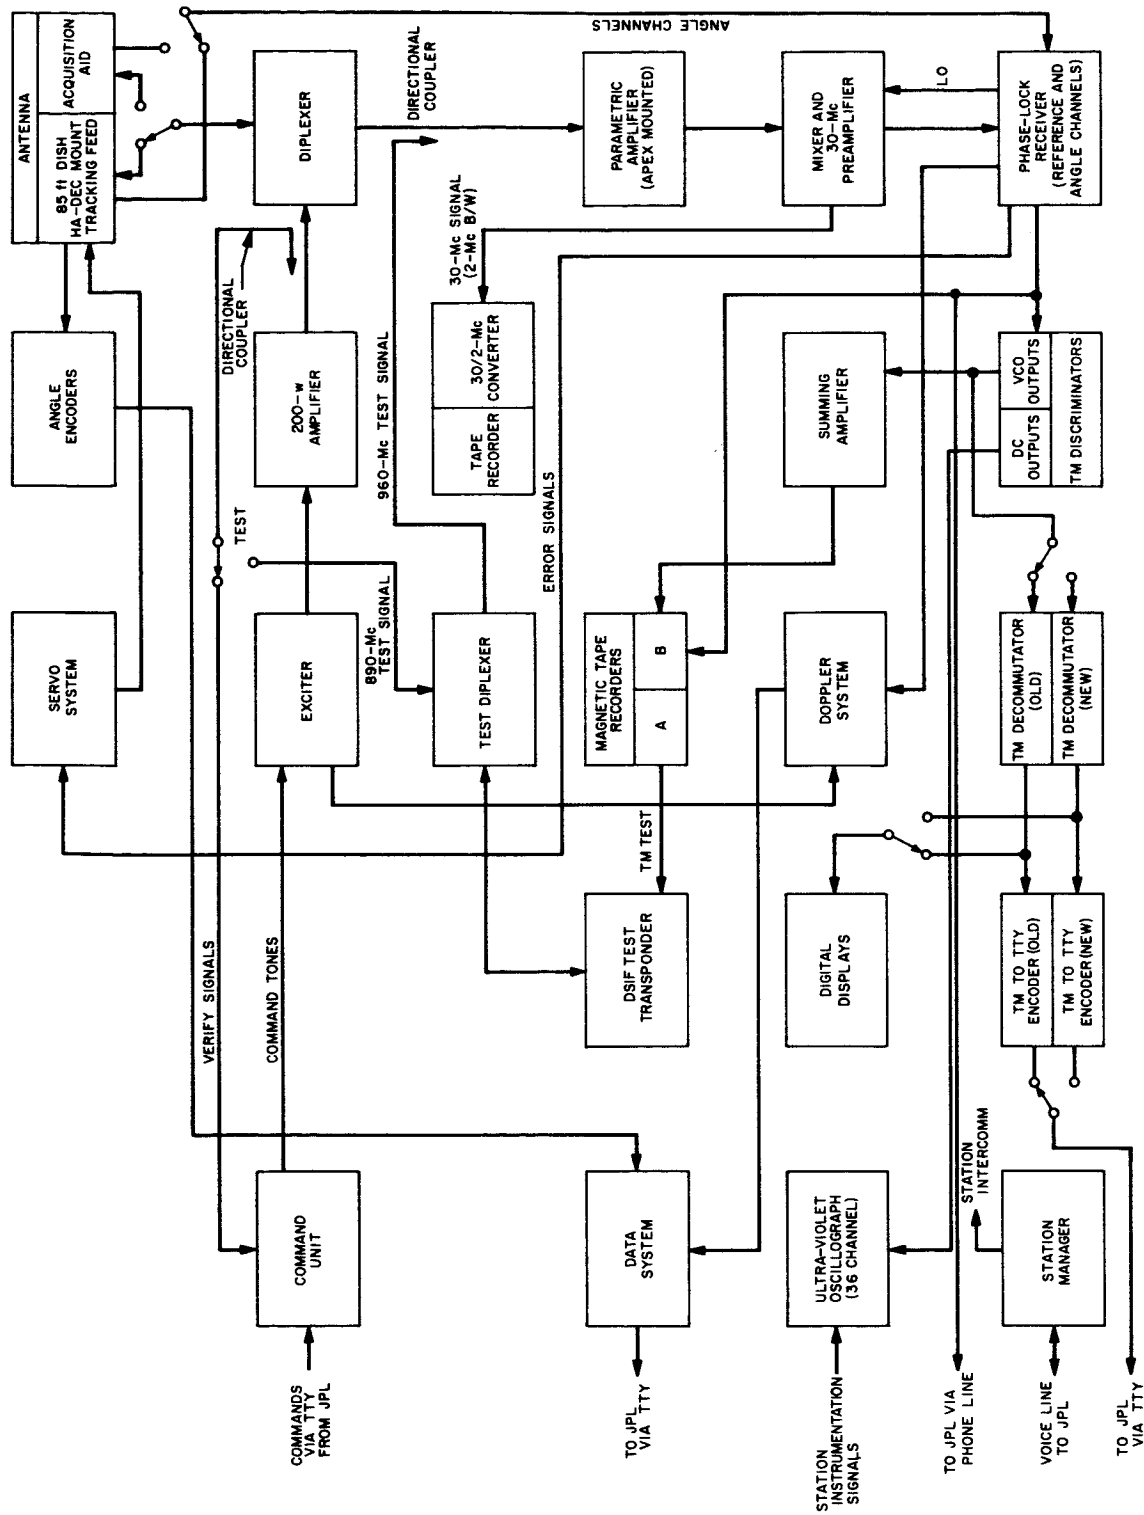 ANTENNA
85 ft DISH
HA-DEC MOUNT
TRACKING FEED
ACQUISITION
AID
ANGLE CHANNELS
ANGLE
ENCODERS
SERVO
SYSTEM
DIPLEXER
DIRECTIONAL
COUPLER
DIRECTIONAL
COUPLER
200-w
AMPLIFIER
TEST
EXCITER
VERIFY SIGNALS
COMMAND TONES
COMMAND
UNIT
COMMANDS
VIA TTY
FROM JPL
890-Mc
TEST SIGNAL
960-Mc TEST SIGNAL
TEST DIPLEXER
30-Mc SIGNAL
(2-Mc B/W)
TAPE
RECORDER
30/2-Mc
CONVERTER
ERROR SIGNALS
PARAMETRIC
AMPLIFIER
(APEX MOUNTED)
MAGNETIC TAPE
RECORDERS
A
B
TM TEST
DSIF TEST
TRANSPONDER
DATA
SYSTEM
TO JPL
VIA TTY
MIXER AND
30-Mc
PREAMPLIFIER
LO
SUMMING
AMPLIFIER
DOPPLER
SYSTEM
DIGITAL
DISPLAYS
ULTRA-VIOLET
OSCILLOGRAPH
(36 CHANNEL)
STATION
INSTRUMENTATION
SIGNALS
PHASE-LOCK
RECEIVER
(REFERENCE AND
ANGLE CHANNELS)
DC
OUTPUTS
VCO
OUTPUTS
TM DISCRIMINATORS
TM DECOMMUTATOR
(OLD)
TM DECOMMUTATOR
(NEW)
TM TO TTY
ENCODER (OLD)
TM TO TTY
ENCODER (NEW)
STATION
INTERCOMM
STATION
MANAGER
TO JPL VIA
PHONE LINE
VOICE LINE
TO JPL
TO JPL
VIA TTY